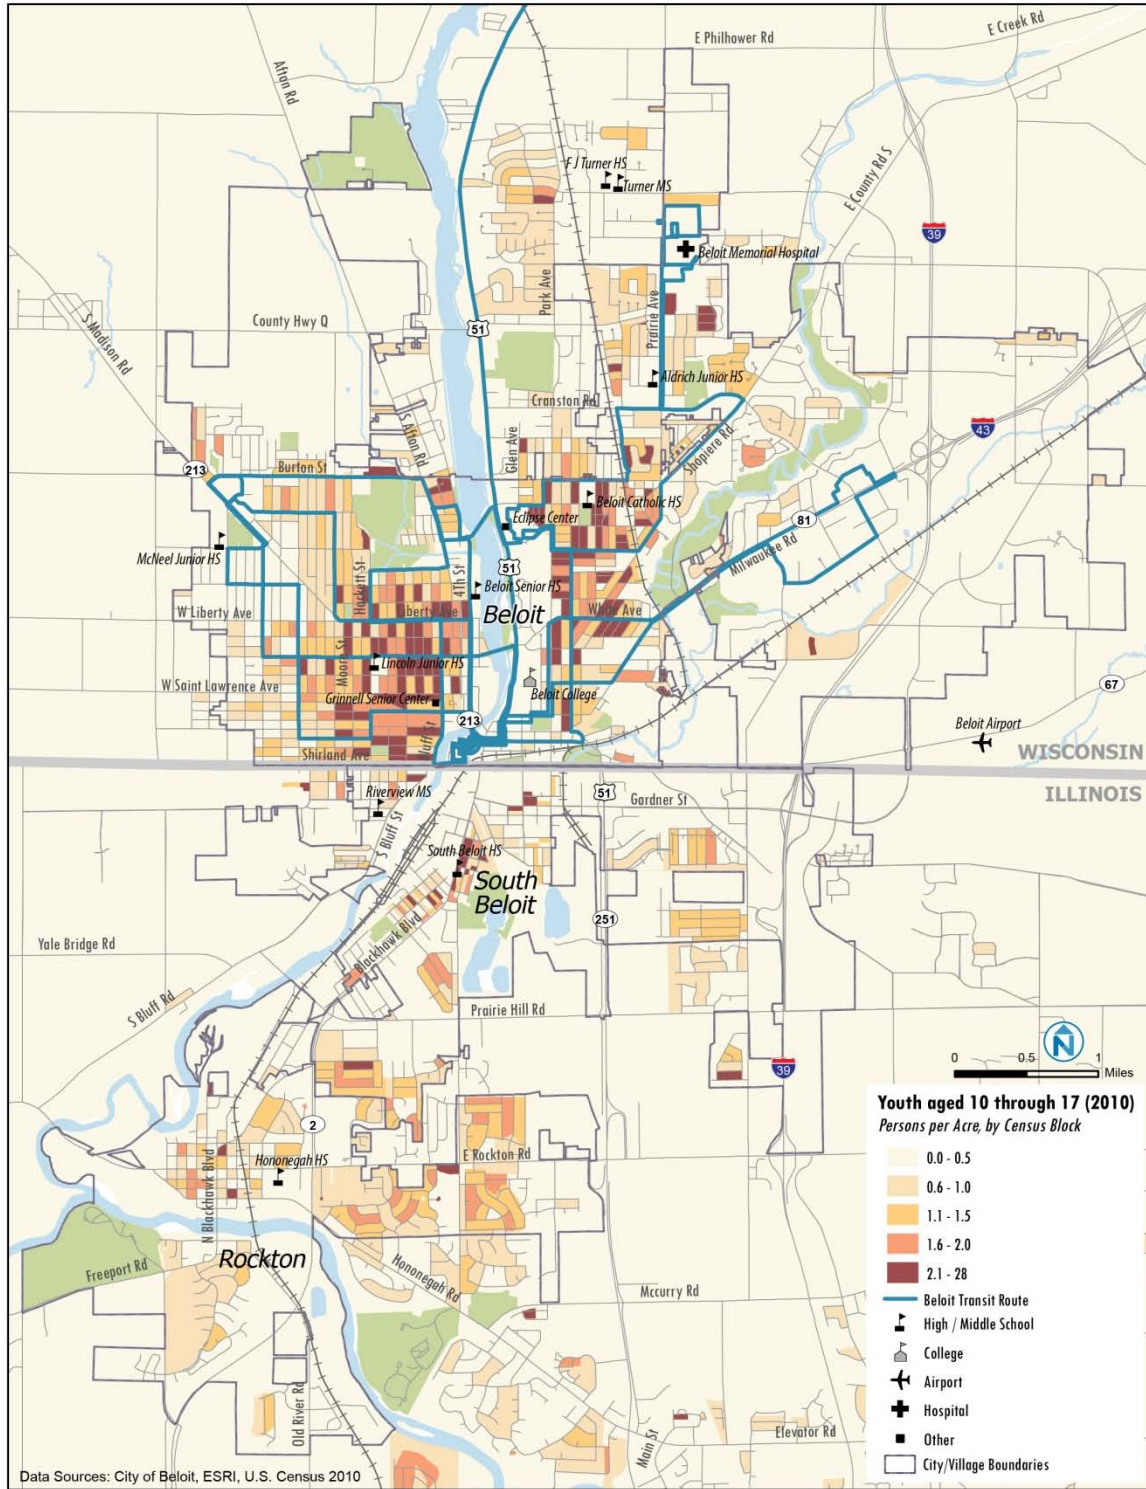 E Creek Rd
E Philhower Rd
Afton Rd
F J Turner HS
Turner MS
E County Rd S
39
Beloit Memorial Hospital
Park Ave
Prairie Ave
S Madison Rd
County Hwy Q
51
Aldrich Junior HS
Cranston Rd
S Afton Rd
Glen Ave
43
Shopiere Rd
213
Burton St
Beloit Catholic HS
Eclipse Center
81
McNeel Junior HS
Milwaukee Rd
51
Hackett St
4Th St
Beloit Senior HS
W Liberty Ave
Liberty Ave
Beloit
White Ave
Moore St
Lincoln Junior HS
W Saint Lawrence Ave
Grinnell Senior Center
Beloit College
67
213
Beloit Airport
Shirland Ave
WISCONSIN
ILLINOIS
51
Gardner St
Riverview MS
S Bluff St
South Beloit HS
South
Beloit
251
Yale Bridge Rd
Blackhawk Blvd
S Bluff Rd
Prairie Hill Rd
N
0 0.5 1
Miles
39
2
Youth aged 10 through 17 (2010)
Persons per Acre, by Census Block
0.0 - 0.5
0.6 - 1.0
1.1 - 1.5
1.6 - 2.0
2.1 - 28
Beloit Transit Route
High / Middle School
College
Airport
Hospital
Other
City/Village Boundaries
E Rockton Rd
Hononegah HS
N Blackhawk Blvd
Rockton
Freeport Rd
Hononegah Rd
Mccurry Rd
Old River Rd
Main St
Elevator Rd
Data Sources: City of Beloit, ESRI, U.S. Census 2010